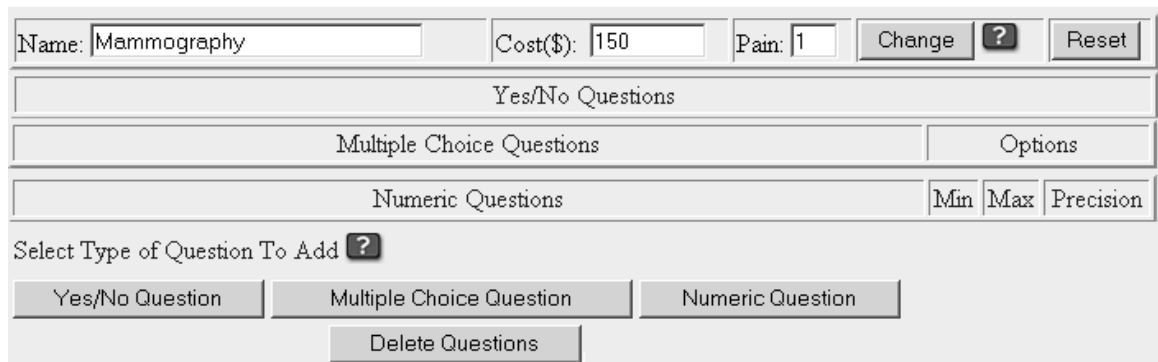 Name: Mammography Cost($): 150 Pain: 1 Change ? Reset
Yes/No Questions
Multiple Choice Questions Options
Numeric Questions Min Max Precision
Select Type of Question To Add ?
Yes/No Question Multiple Choice Question Numeric Question
Delete Questions